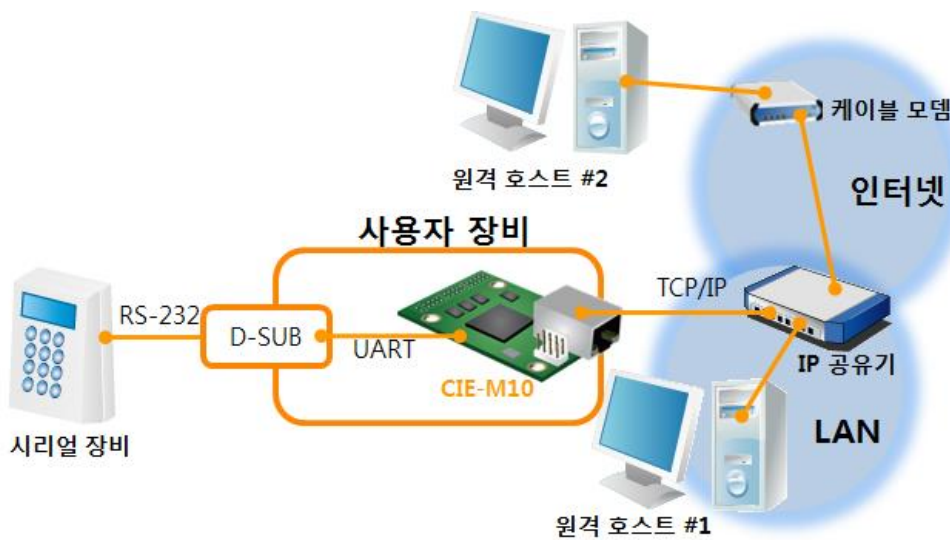 케이블 모뎀
원격 호스트 #2
인터넷
사용자 장비
TCP/IP
RS-232
D-SUB
UART
IP 공유기
CIE-M10
LAN
시리얼 장비
원격 호스트 #1